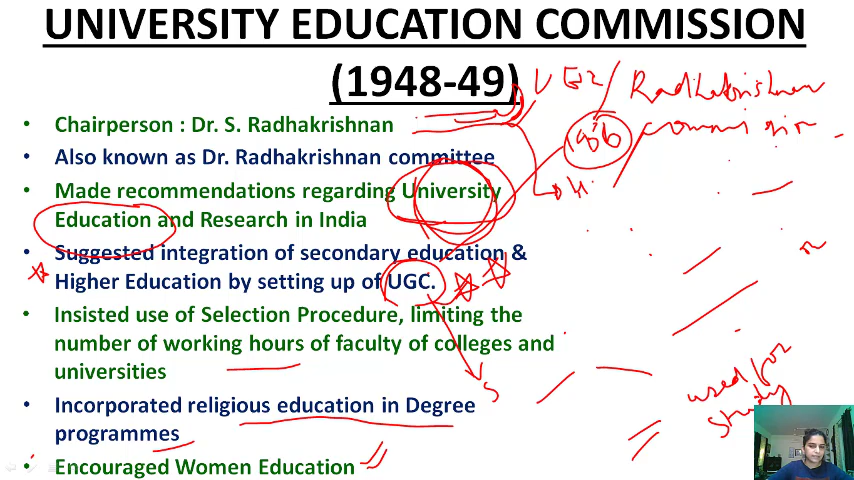 UNIVERSITY EDUCATION COMMISSION
(1948-49)
• Chairperson : Dr. S. Radhakrishnan
• Also known as Dr. Radhakrishnan committee
• Made recommendations regarding University
Education and Research in India
• Suggested integration of secondary education &
Higher Education by setting up of UGC.
• Insisted use of Selection Procedure, limiting the
number of working hours of faculty of colleges and
universities
• Incorporated religious education in Degree
programmes
• Encouraged Women Education
Radhakrishnan
commission
H
S
used for
study